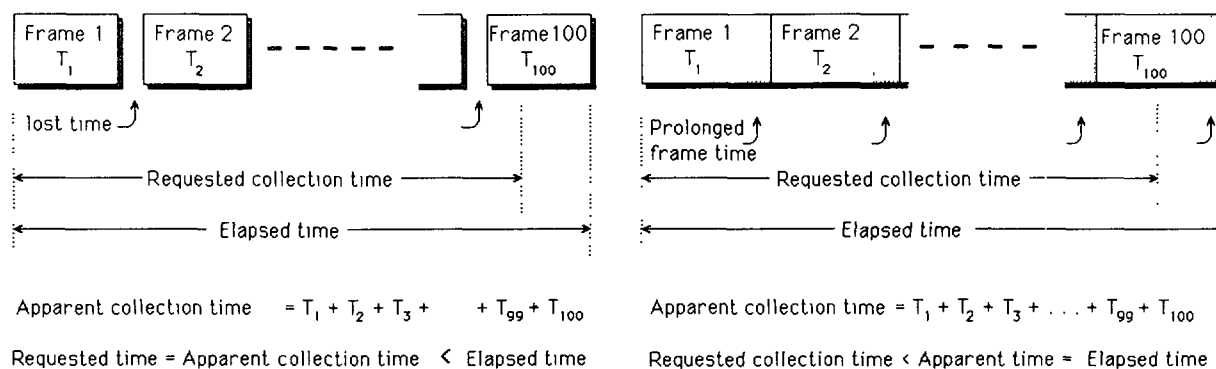 Frame 1
T₁
Frame 2
T₂
Frame 100
T₁₀₀
lost time
Requested collection time
Elapsed time
Apparent collection time = T₁ + T₂ + T₃ + + T₉₉ + T₁₀₀
Requested time = Apparent collection time < Elapsed time
Frame 1
T₁
Frame 2
T₂
Frame 100
T₁₀₀
Prolonged
frame time
Requested collection time
Elapsed time
Apparent collection time = T₁ + T₂ + T₃ + . . . . + T₉₉ + T₁₀₀
Requested collection time < Apparent time = Elapsed time